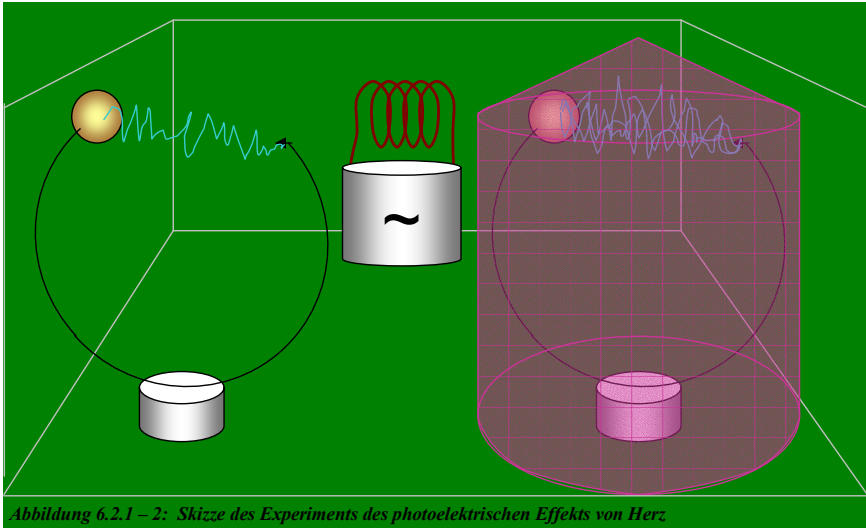 ~
Abbildung 6.2.1 – 2: Skizze des Experiments des photoelektrischen Effekts von Herz